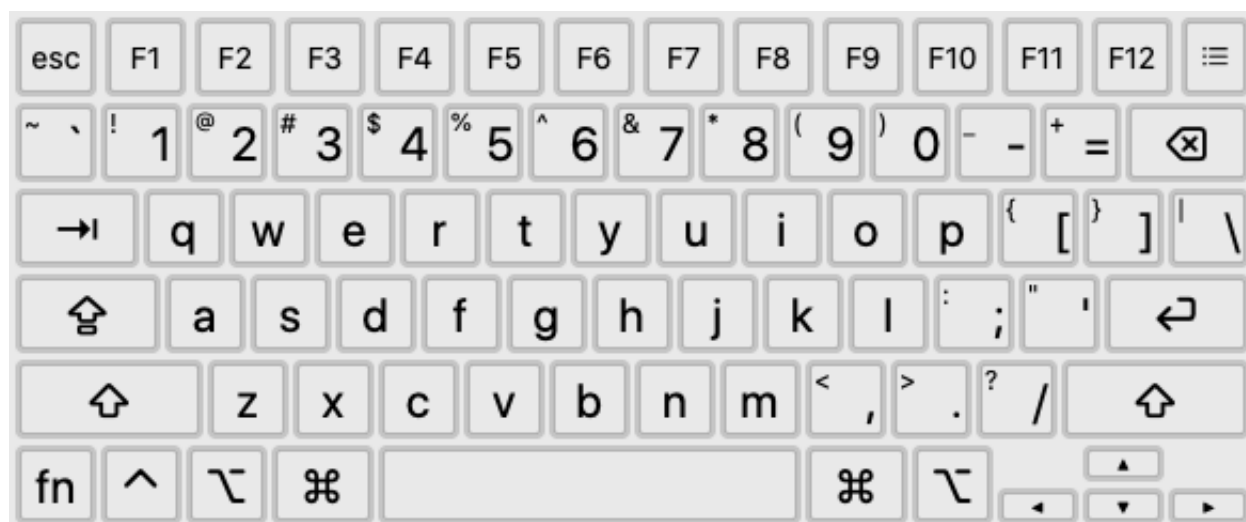 esc F1 F2 F3 F4 F5 F6 F7 F8 F9 F10 F11 F12
~ ` ! 1 @ 2 # 3 $ 4 % 5 ^ 6 & 7 * 8 ( 9 ) 0 _ - + =
q w e r t y u i o p { [ } ] | \
a s d f g h j k l : ; " '
z x c v b n m < , > . ? /
fn ^ ⌥ ⌘ ⌘ ⌥